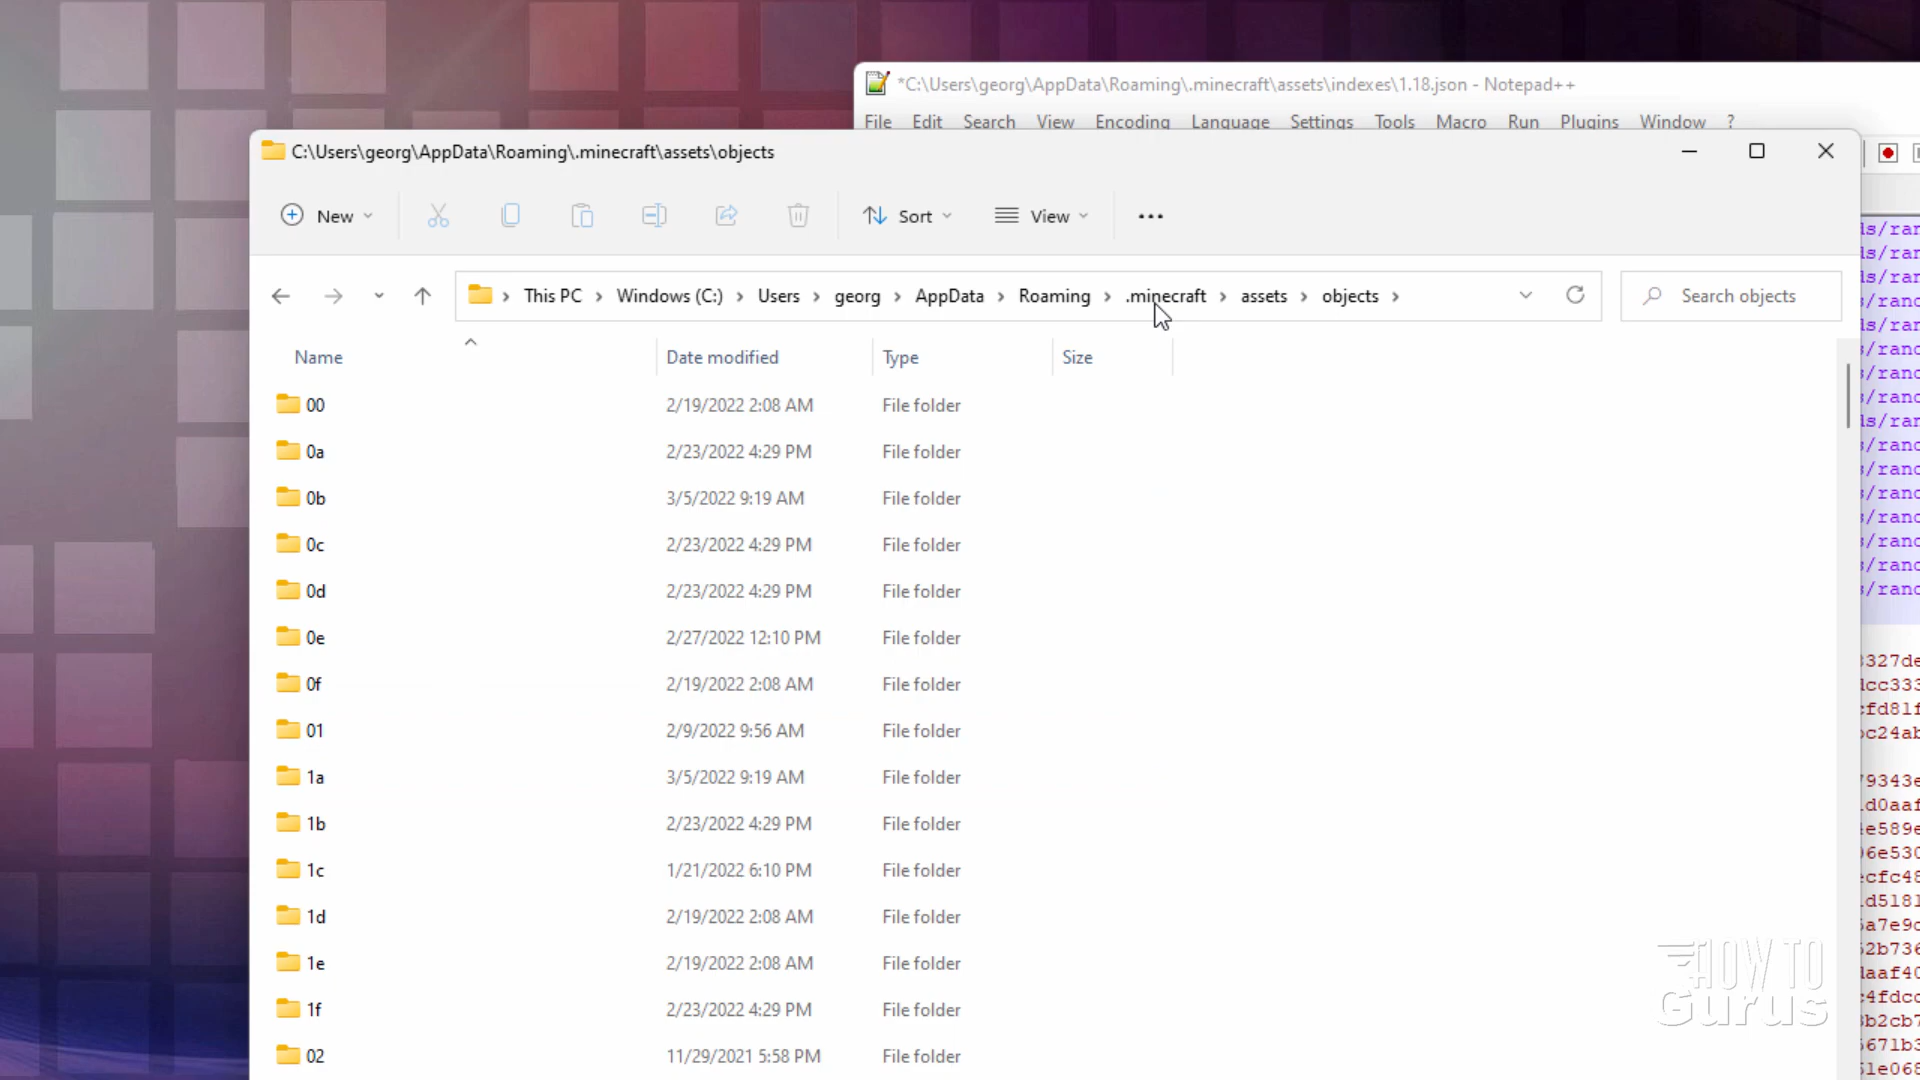 *C:\Users\georg\AppData\Roaming\.minecraft\assets\indexes\1.18.json - Notepad++
File Edit Search View Encoding Language Settings Tools Macro Run Plugins Window ?
C:\Users\georg\AppData\Roaming\.minecraft\assets\objects
New Sort View
This PC Windows (C:) Users georg AppData Roaming .minecraft assets objects Search objects
Name Date modified Type Size
00 2/19/2022 2:08 AM File folder
0a 2/23/2022 4:29 PM File folder
0b 3/5/2022 9:19 AM File folder
0c 2/23/2022 4:29 PM File folder
0d 2/23/2022 4:29 PM File folder
0e 2/27/2022 12:10 PM File folder
0f 2/19/2022 2:08 AM File folder
01 2/9/2022 9:56 AM File folder
1a 3/5/2022 9:19 AM File folder
1b 2/23/2022 4:29 PM File folder
1c 1/21/2022 6:10 PM File folder
1d 2/19/2022 2:08 AM File folder
1e 2/19/2022 2:08 AM File folder
1f 2/23/2022 4:29 PM File folder
02 11/29/2021 5:58 PM File folder
HOW TO
Gurus